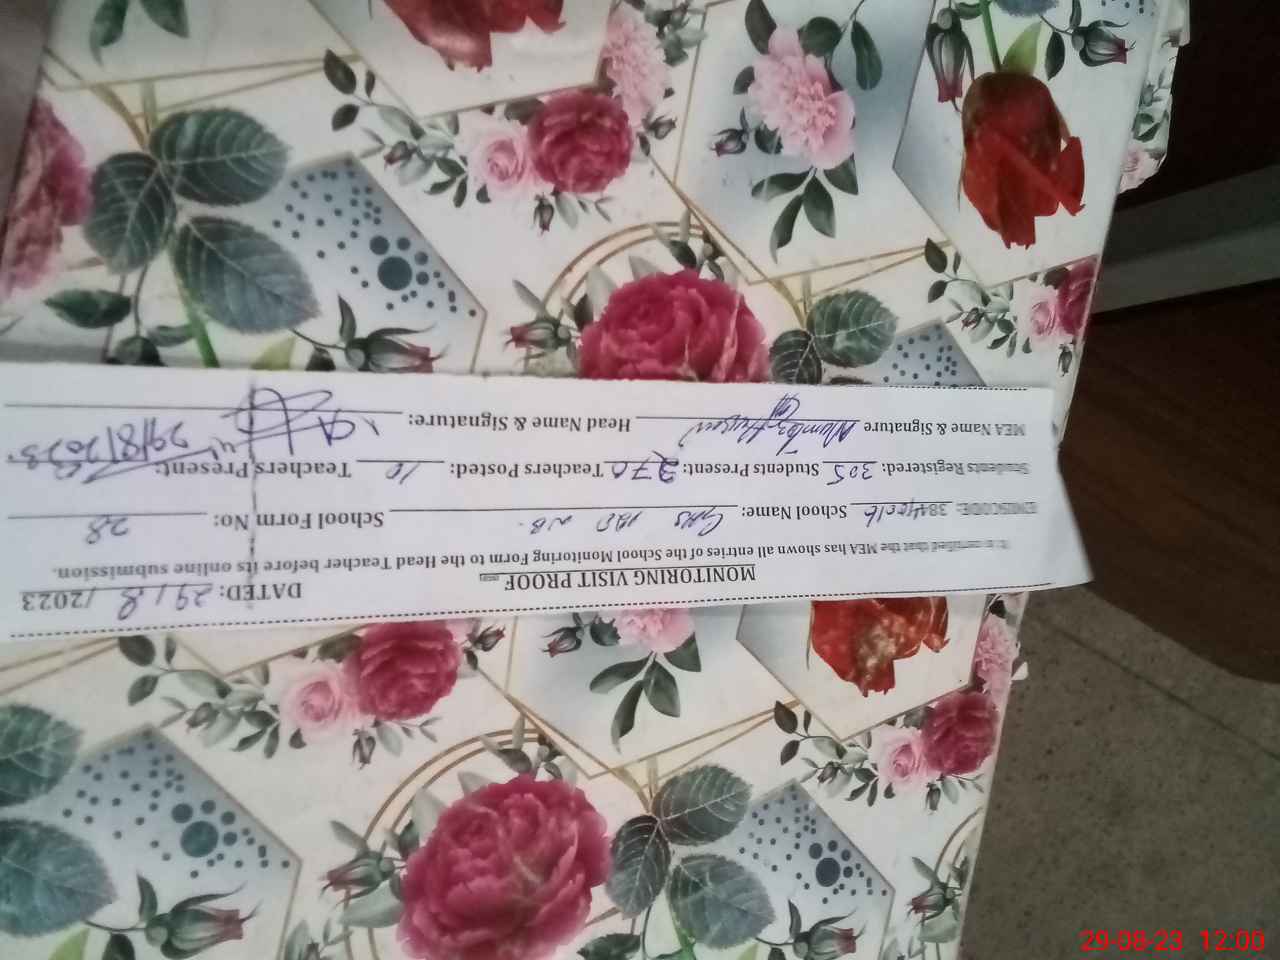 MONITORING VISIT PROOF DATED: 29/8/2023
It is certified that the MEA has shown all entries of the School Monitoring Form to the Head Teacher before its online submission.
EMISCODE: School Name: School Form No: 28
Students Registered: 305 Students Present: 270 Teachers Posted: 10 Teachers Present:
MEA Name & Signature Head Name & Signature:
29/8/2023
29-08-23 12:00